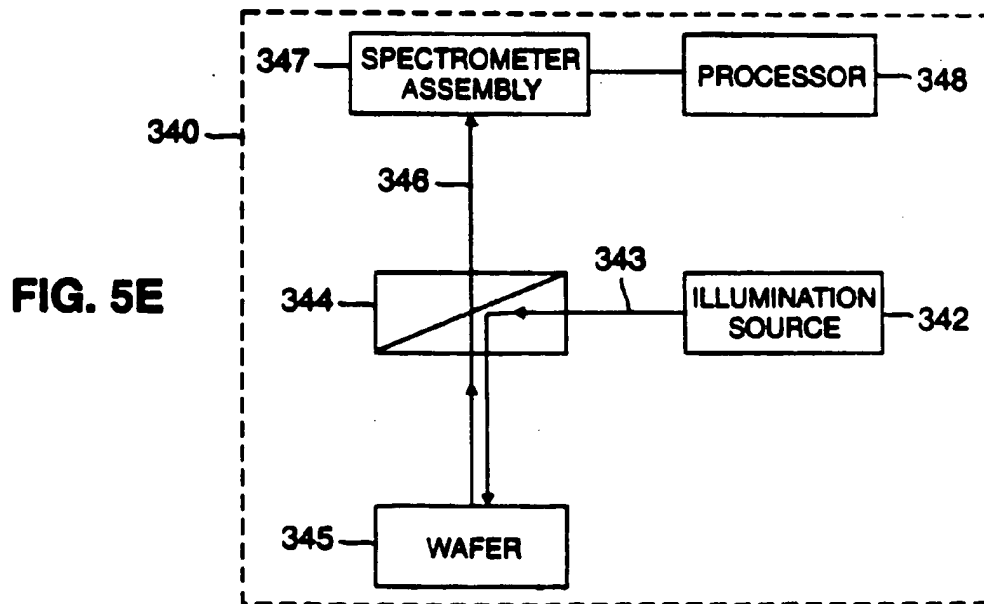 347
SPECTROMETER
ASSEMBLY
PROCESSOR
348
340
346
FIG. 5E
344
343
ILLUMINATION
SOURCE
342
345
WAFER